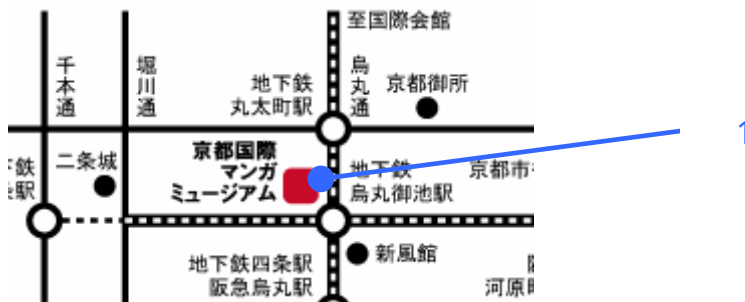 至国際会館
千本通
堀川通
地下鉄
丸太町駅
烏丸通
京都御所
京都国際
マンガ
ミュージアム
二条城
地下鉄
烏丸御池駅
京都市
鉄
駅
新風館
地下鉄四条駅
阪急烏丸駅
河原
1